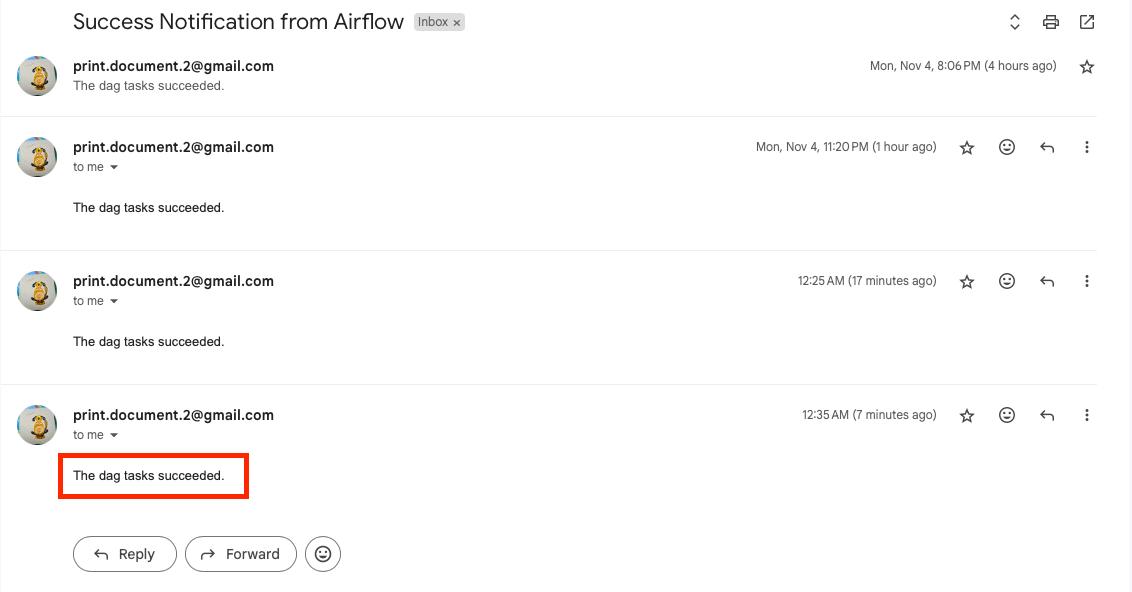 Success Notification from Airflow Inbox ×
print.document.2@gmail.com Mon, Nov 4, 8:06 PM (4 hours ago)
The dag tasks succeeded.
print.document.2@gmail.com Mon, Nov 4, 11:20 PM (1 hour ago)
to me
The dag tasks succeeded.
print.document.2@gmail.com 12:25 AM (17 minutes ago)
to me
The dag tasks succeeded.
print.document.2@gmail.com 12:35 AM (7 minutes ago)
to me
The dag tasks succeeded.
Reply Forward